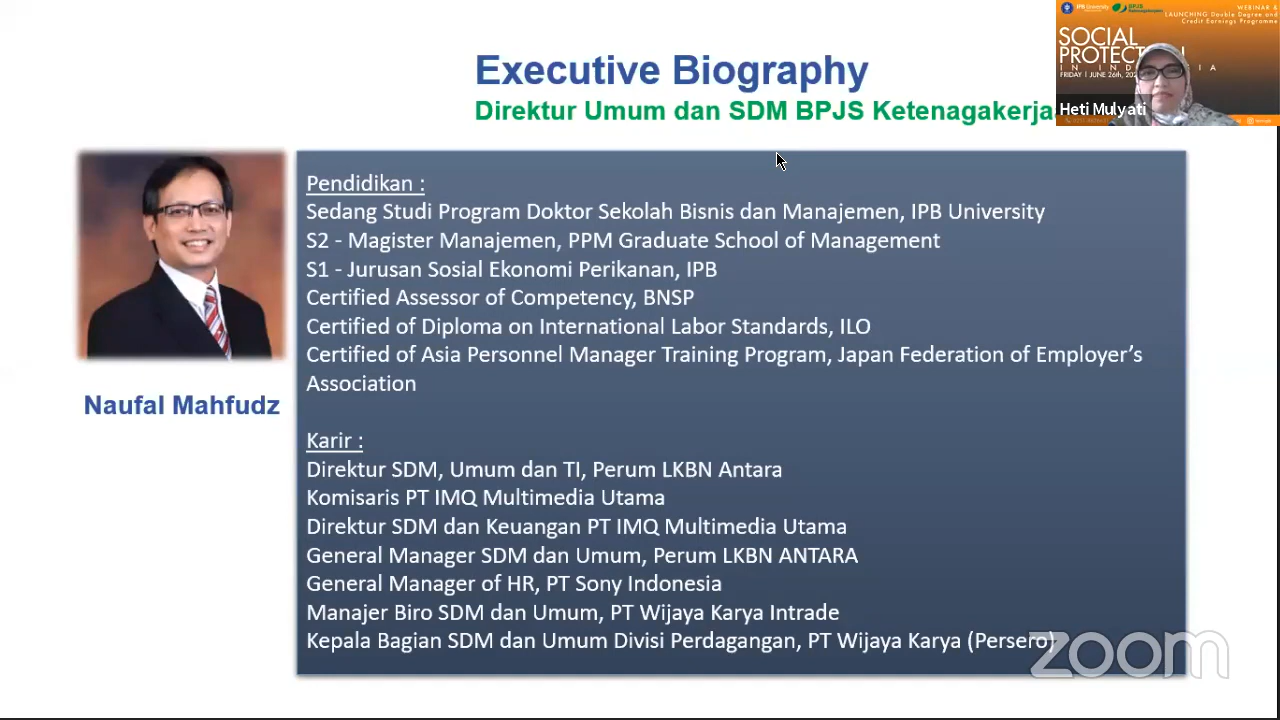 Executive Biography
Direktur Umum dan SDM BPJS Ketenagakerja
IPB University
BPJS
Ketenagakerjaan
WEBINAR &
LAUNCHING Double Degree and
Credit Earnings Programme
SOCIAL
PROTECT
FRIDAY | JUNE 26th, 20
Heti Mulyati
Naufal Mahfudz
Pendidikan :
Sedang Studi Program Doktor Sekolah Bisnis dan Manajemen, IPB University
S2 - Magister Manajemen, PPM Graduate School of Management
S1 - Jurusan Sosial Ekonomi Perikanan, IPB
Certified Assessor of Competency, BNSP
Certified of Diploma on International Labor Standards, ILO
Certified of Asia Personnel Manager Training Program, Japan Federation of Employer’s
Association
Karir :
Direktur SDM, Umum dan TI, Perum LKBN Antara
Komisaris PT IMQ Multimedia Utama
Direktur SDM dan Keuangan PT IMQ Multimedia Utama
General Manager SDM dan Umum, Perum LKBN ANTARA
General Manager of HR, PT Sony Indonesia
Manajer Biro SDM dan Umum, PT Wijaya Karya Intrade
Kepala Bagian SDM dan Umum Divisi Perdagangan, PT Wijaya Karya (Persero)
zoom